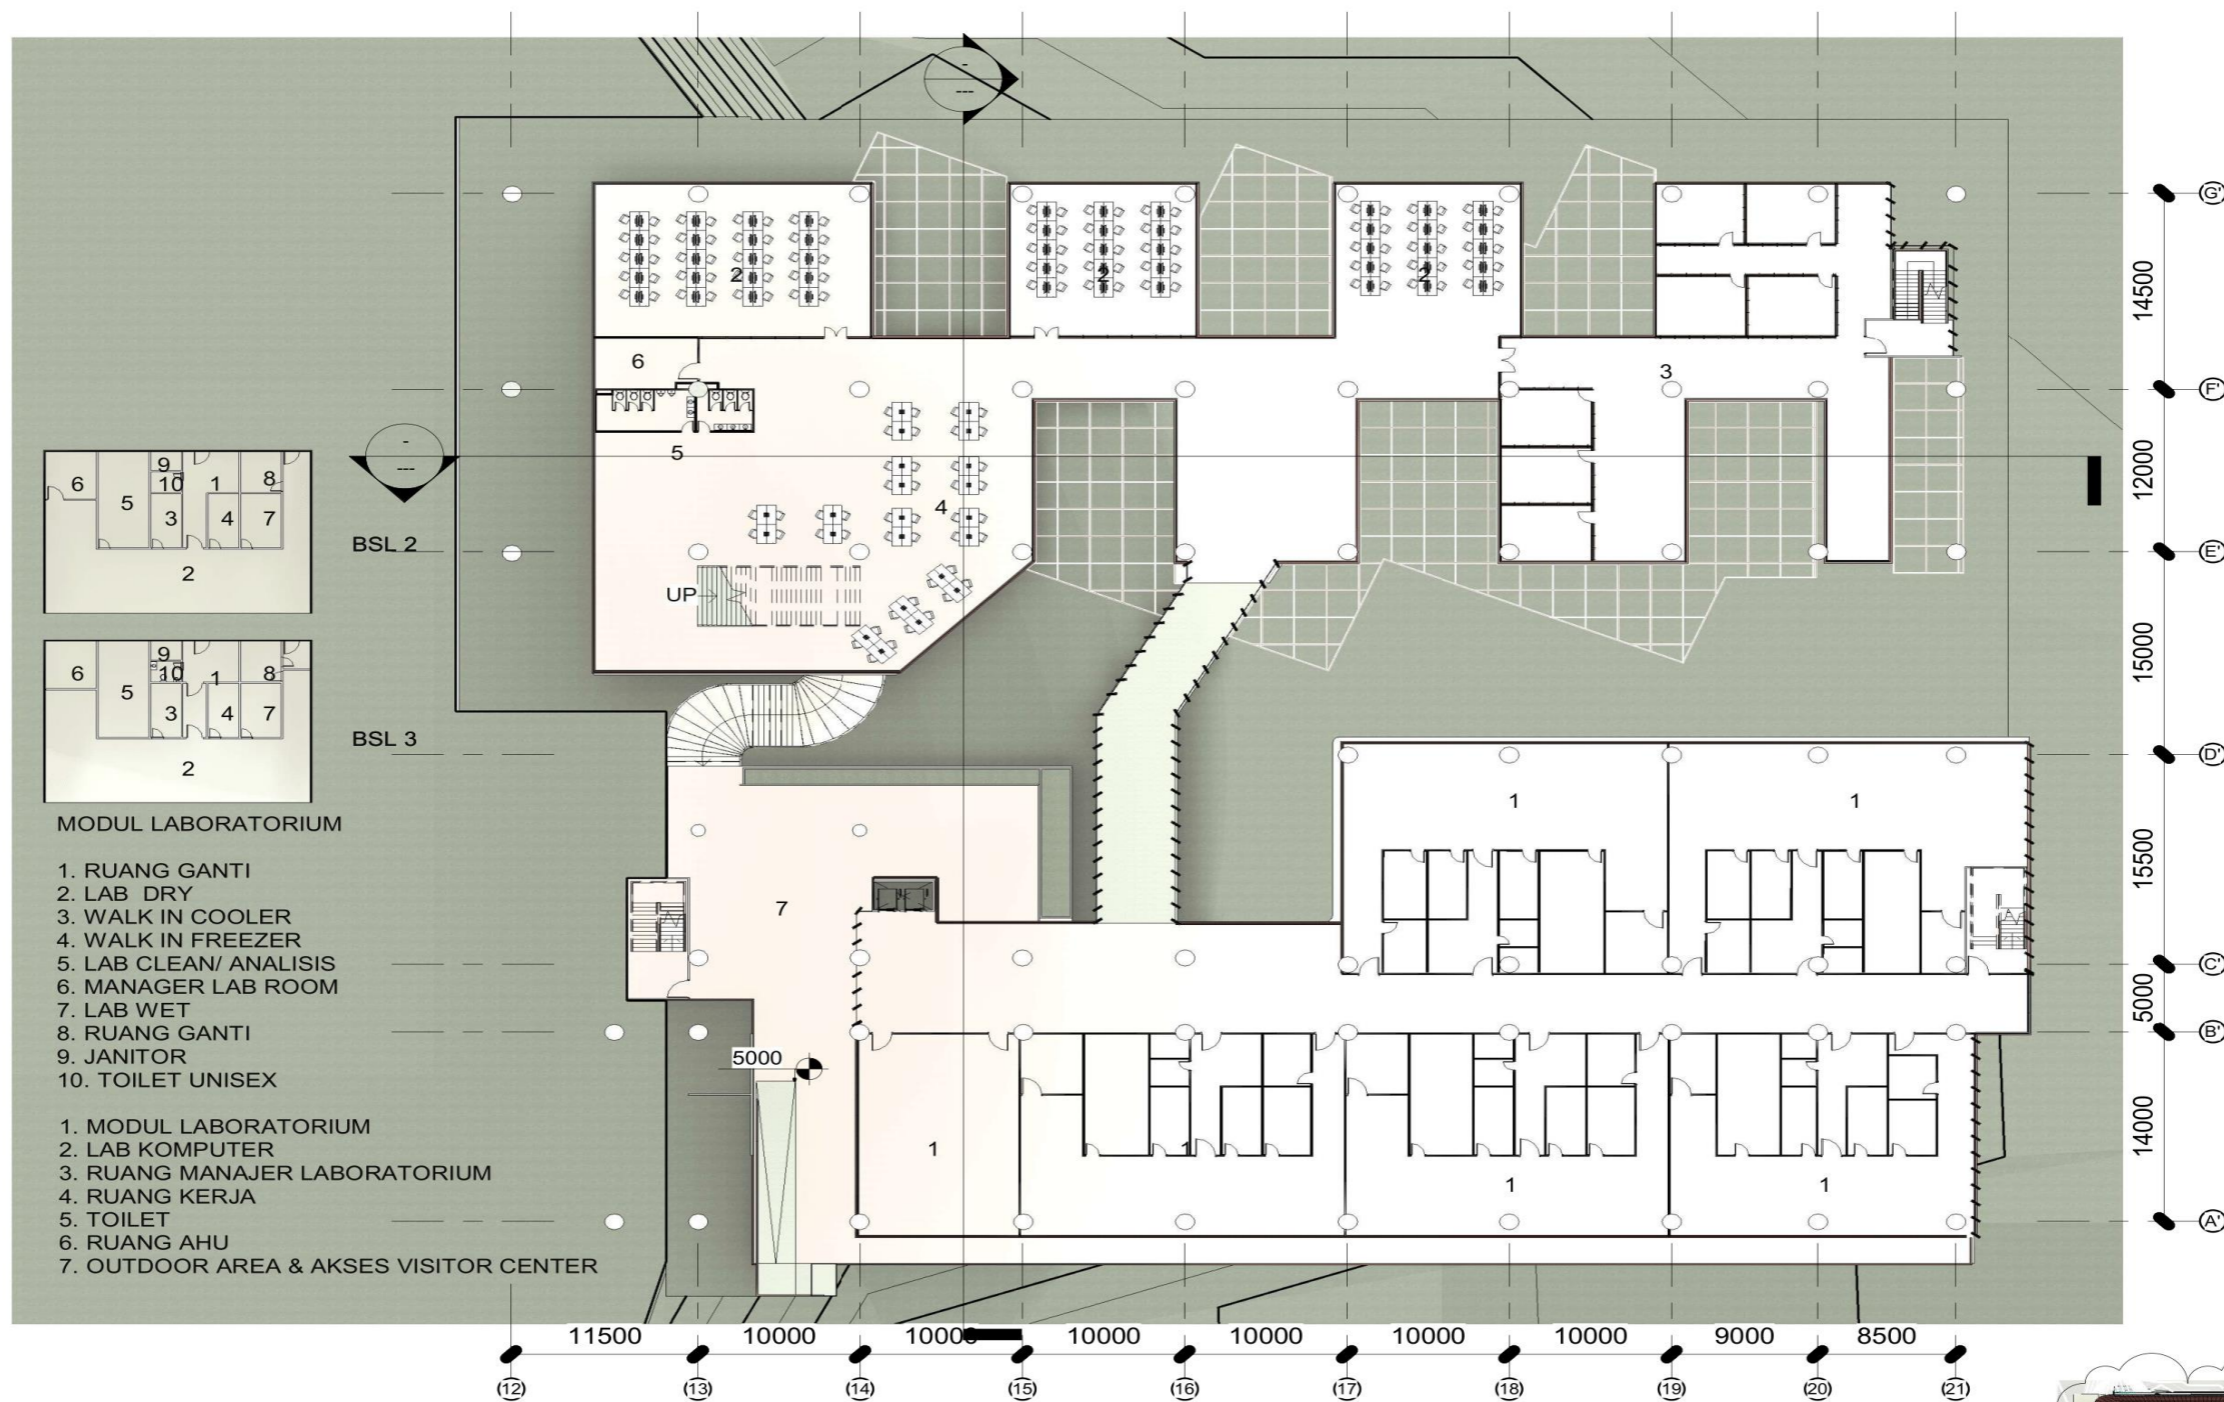 -
---
2
2
2
14500
G'
6
3
F'
5
12000
-
---
4
6
9
10
5
1
8
3
4
7
2
BSL 2
E'
UP
15000
6
9
10
5
1
8
3
4
7
2
BSL 3
D'
1
1
15500
7
C'
5000
B'
5000
14000
1
1
1
1
A'
MODUL LABORATORIUM
1. RUANG GANTI
2. LAB  DRY
3. WALK IN COOLER
4. WALK IN FREEZER
5. LAB CLEAN/ ANALISIS
6. MANAGER LAB ROOM
7. LAB WET
8. RUANG GANTI
9. JANITOR
10. TOILET UNISEX
1. MODUL LABORATORIUM
2. LAB KOMPUTER
3. RUANG MANAJER LABORATORIUM
4. RUANG KERJA
5. TOILET
6. RUANG AHU
7. OUTDOOR AREA & AKSES VISITOR CENTER
11500 10000 10000 10000 10000 10000 10000 9000 8500
12 13 14 15 16 17 18 19 20 21